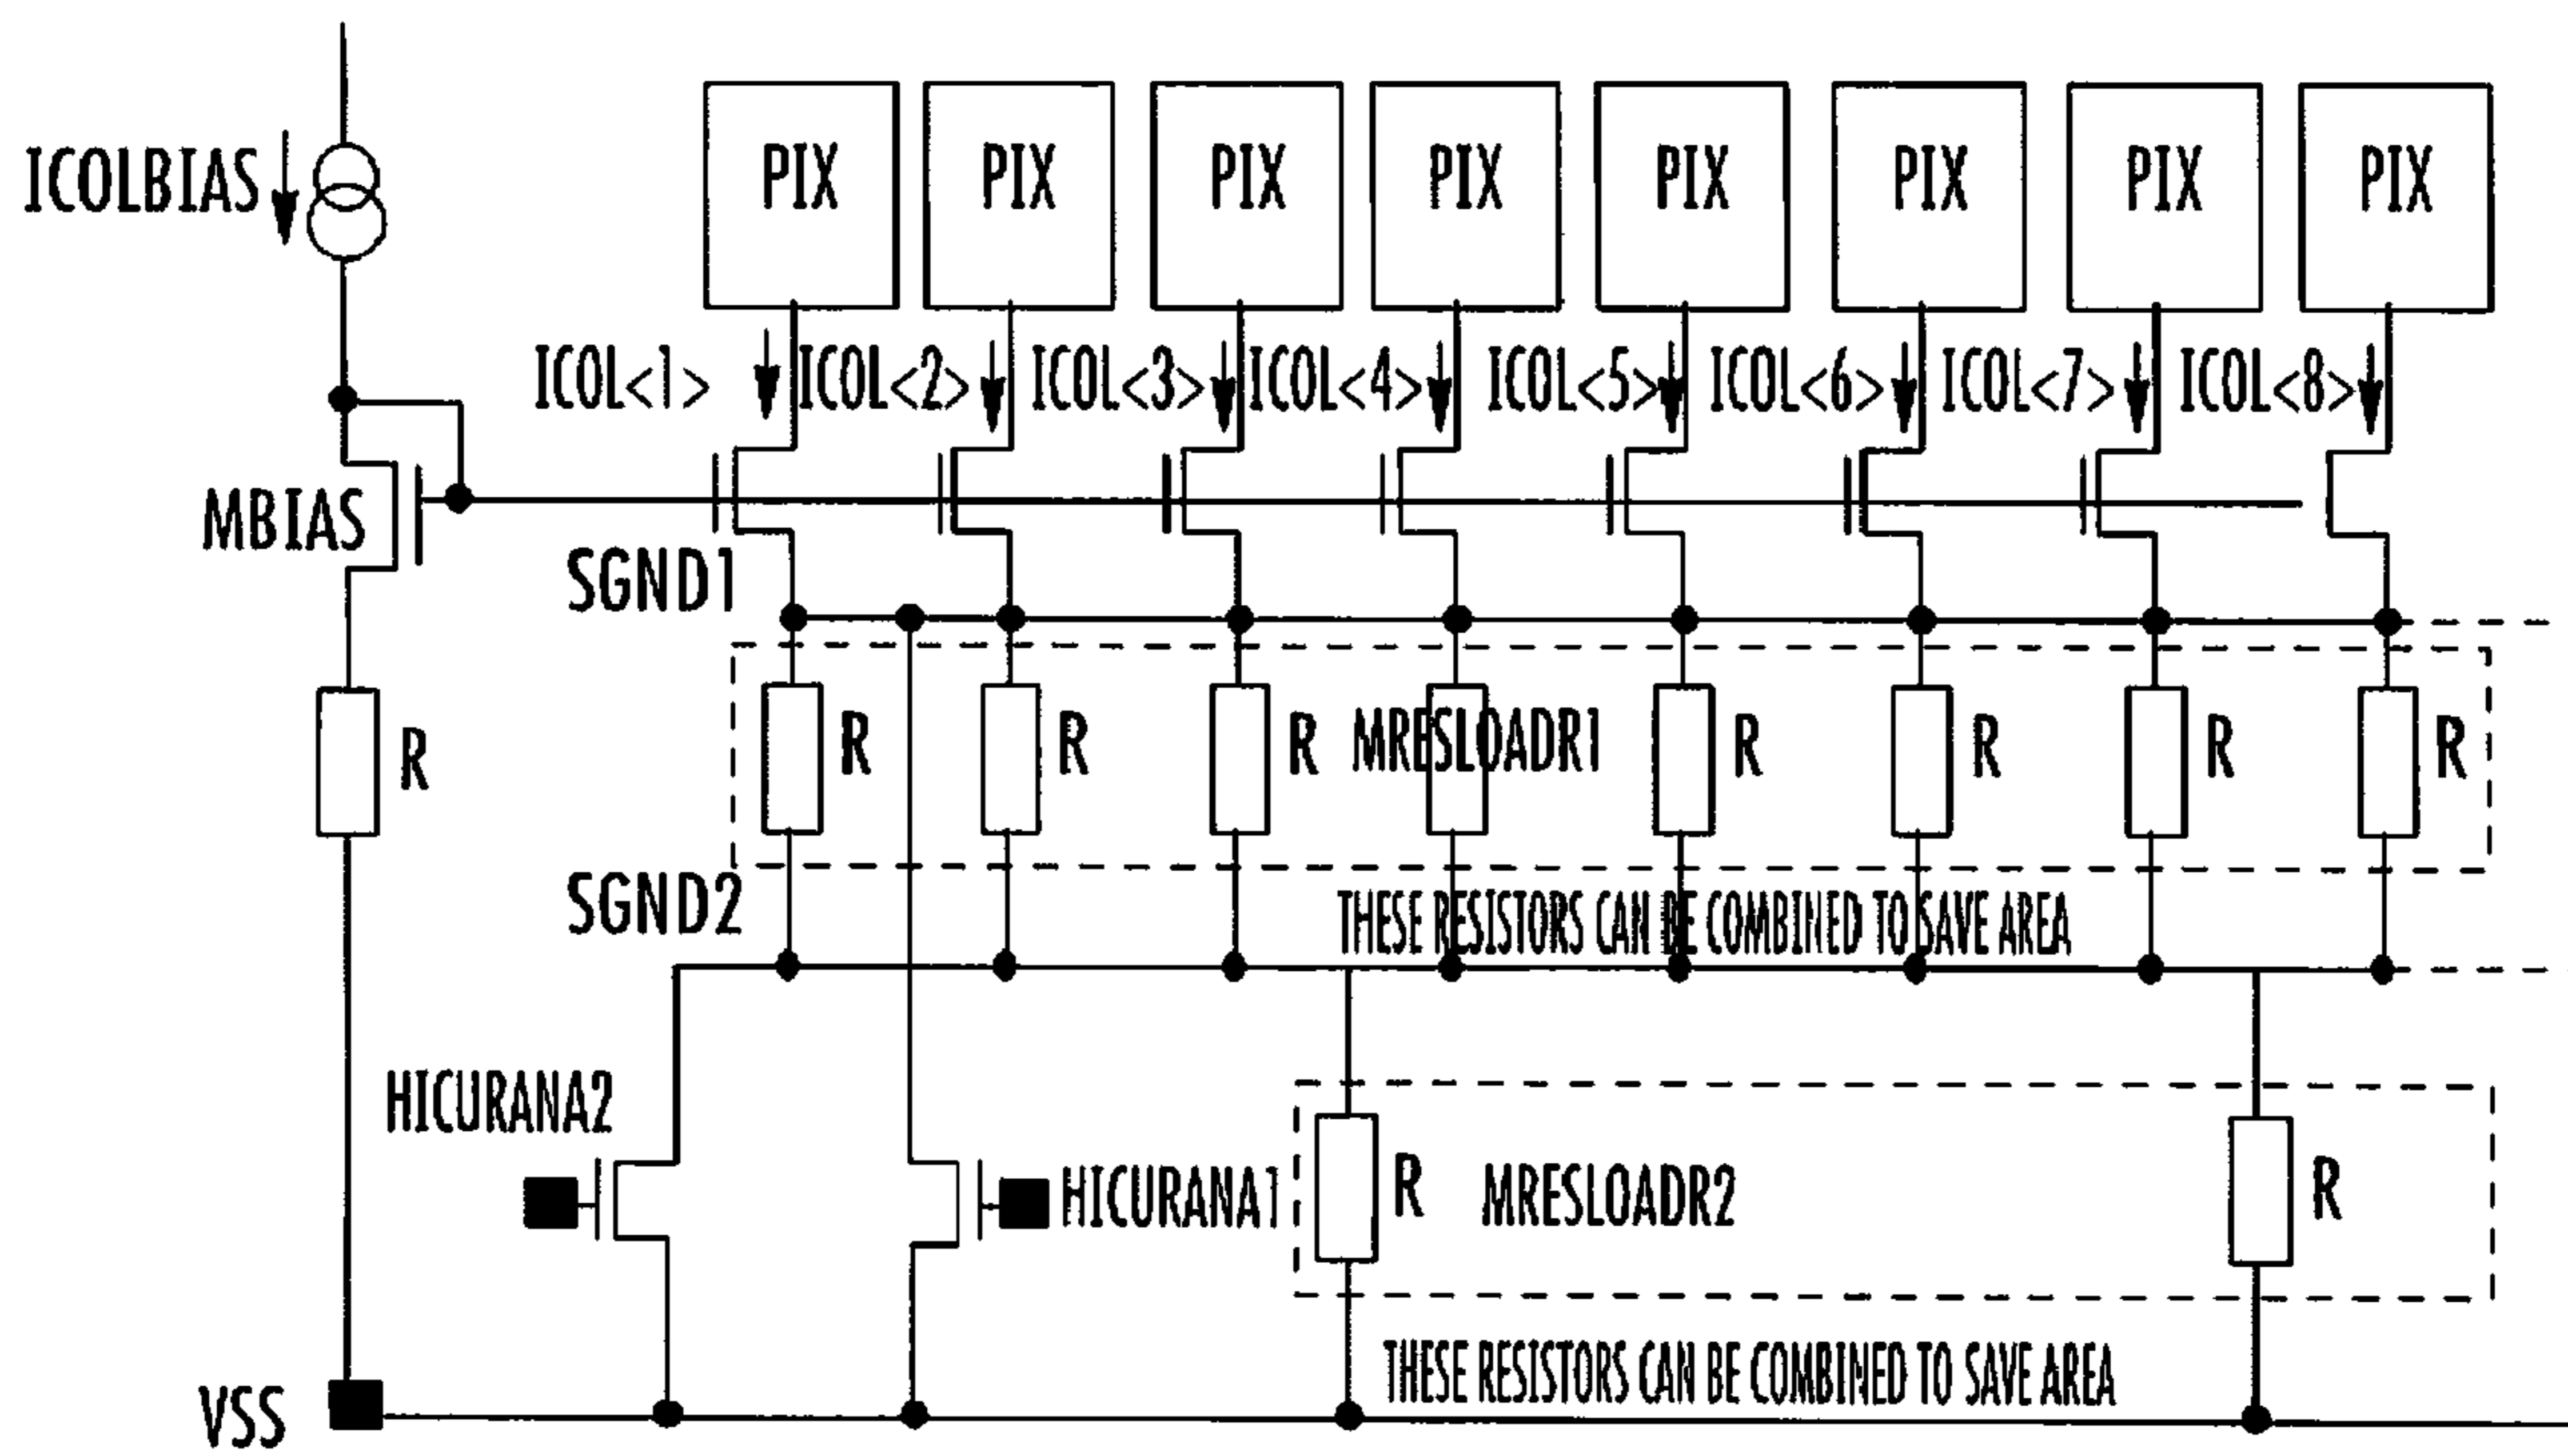 PIX PIX PIX PIX PIX PIX PIX PIX
ICOLBIAS
ICOL<1> ICOL<2> ICOL<3> ICOL<4> ICOL<5> ICOL<6> ICOL<7> ICOL<8>
MBIAS
SGND1
R R R R MRESLOADR1 R R R R
SGND2
THESE RESISTORS CAN BE COMBINED TO SAVE AREA
HICURANA2
HICURANA1 R MRESLOADR2 R
THESE RESISTORS CAN BE COMBINED TO SAVE AREA
VSS